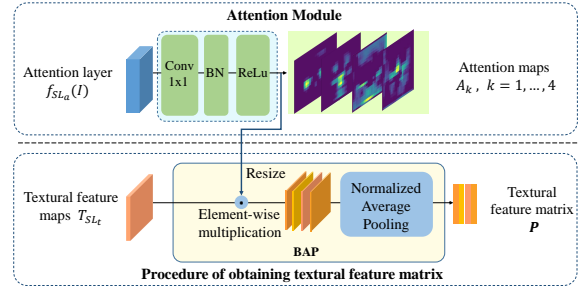 Attention Module
Attention layer
f_{SL_a}(I)
Conv
1x1
BN
ReLu
Attention maps
A_k , k = 1, … , 4
Resize
Textural feature
maps T_{SL_t}
Element-wise
multiplication
BAP
Normalized
Average
Pooling
Textural
feature matrix
P
Procedure of obtaining textural feature matrix